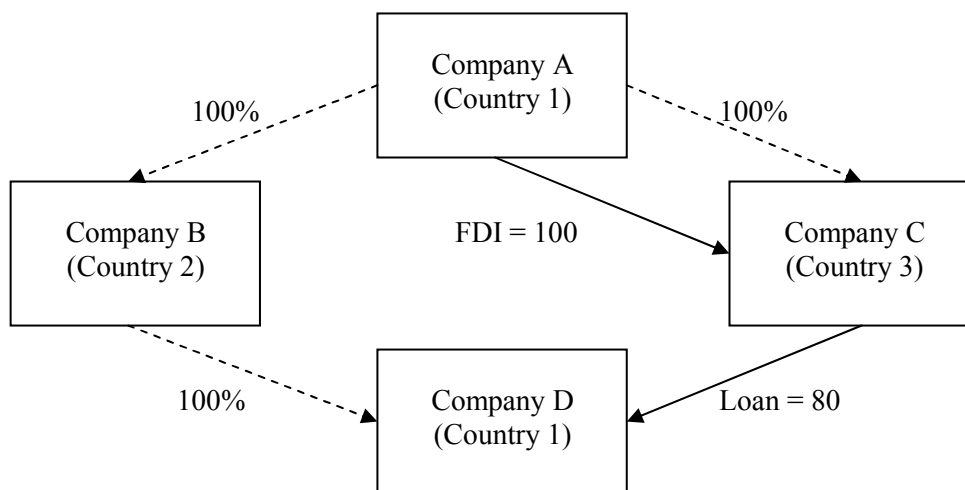 Company A
(Country 1)
100%
100%
Company B
(Country 2)
FDI = 100
Company C
(Country 3)
100%
Company D
(Country 1)
Loan = 80